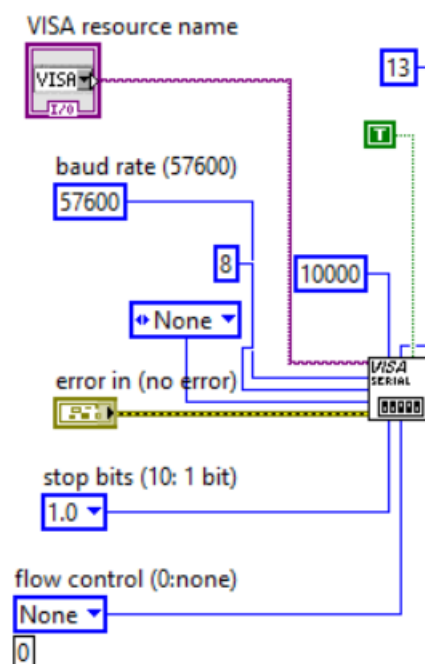 VISA resource name
VISA
I/O
13
T
baud rate (57600)
57600
8
10000
None
VISA
SERIAL
error in (no error)
stop bits (10: 1 bit)
1.0
flow control (0:none)
None
0